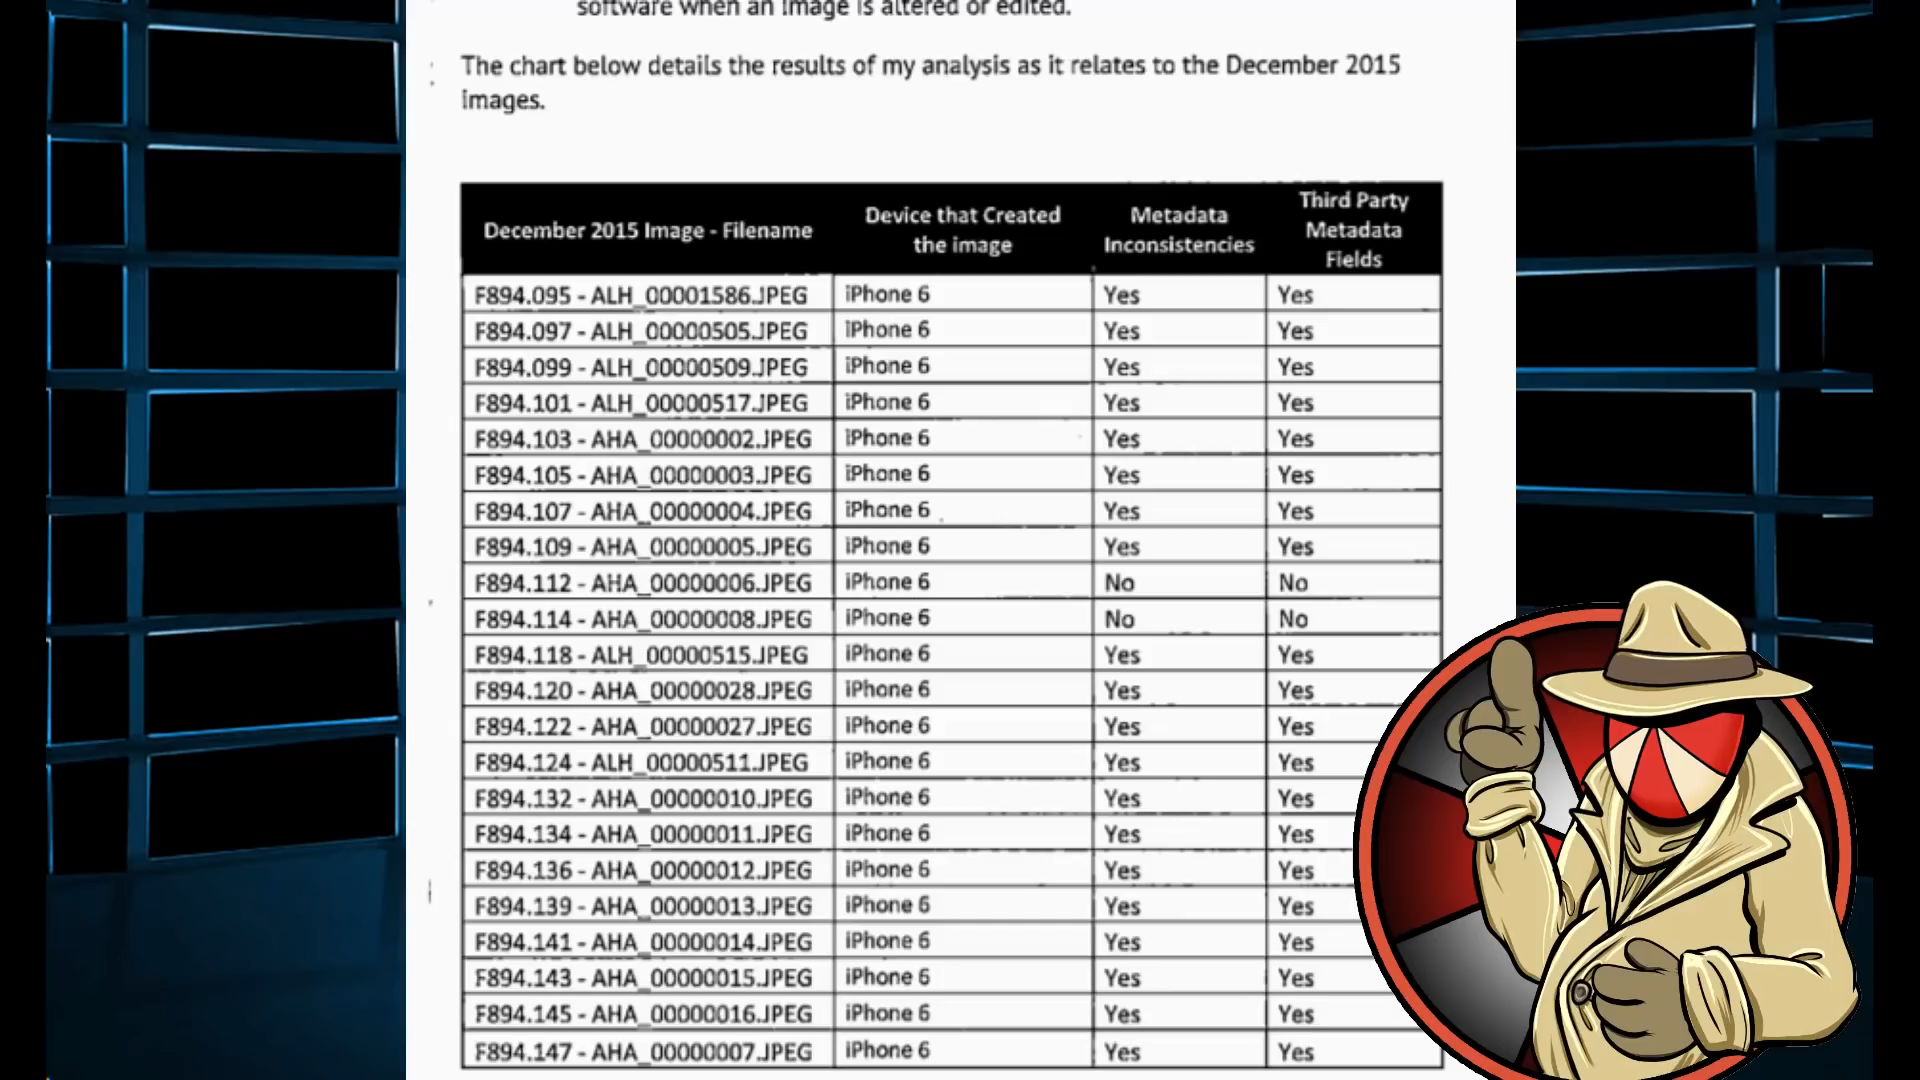 software when an image is altered or edited.
The chart below details the results of my analysis as it relates to the December 2015
images.
December 2015 Image - Filename Device that Created the image Metadata Inconsistencies Third Party Metadata Fields
F894.095 - ALH_00001586.JPEG iPhone 6 Yes Yes
F894.097 - ALH_00000505.JPEG iPhone 6 Yes Yes
F894.099 - ALH_00000509.JPEG iPhone 6 Yes Yes
F894.101 - ALH_00000517.JPEG iPhone 6 Yes Yes
F894.103 - AHA_00000002.JPEG iPhone 6 Yes Yes
F894.105 - AHA_00000003.JPEG iPhone 6 Yes Yes
F894.107 - AHA_00000004.JPEG iPhone 6 Yes Yes
F894.109 - AHA_00000005.JPEG iPhone 6 Yes Yes
F894.112 - AHA_00000006.JPEG iPhone 6 No No
F894.114 - AHA_00000008.JPEG iPhone 6 No No
F894.118 - ALH_00000515.JPEG iPhone 6 Yes Yes
F894.120 - AHA_00000028.JPEG iPhone 6 Yes Yes
F894.122 - AHA_00000027.JPEG iPhone 6 Yes Yes
F894.124 - ALH_00000511.JPEG iPhone 6 Yes Yes
F894.132 - AHA_00000010.JPEG iPhone 6 Yes Yes
F894.134 - AHA_00000011.JPEG iPhone 6 Yes Yes
F894.136 - AHA_00000012.JPEG iPhone 6 Yes Yes
F894.139 - AHA_00000013.JPEG iPhone 6 Yes Yes
F894.141 - AHA_00000014.JPEG iPhone 6 Yes Yes
F894.143 - AHA_00000015.JPEG iPhone 6 Yes Yes
F894.145 - AHA_00000016.JPEG iPhone 6 Yes Yes
F894.147 - AHA_00000007.JPEG iPhone 6 Yes Yes